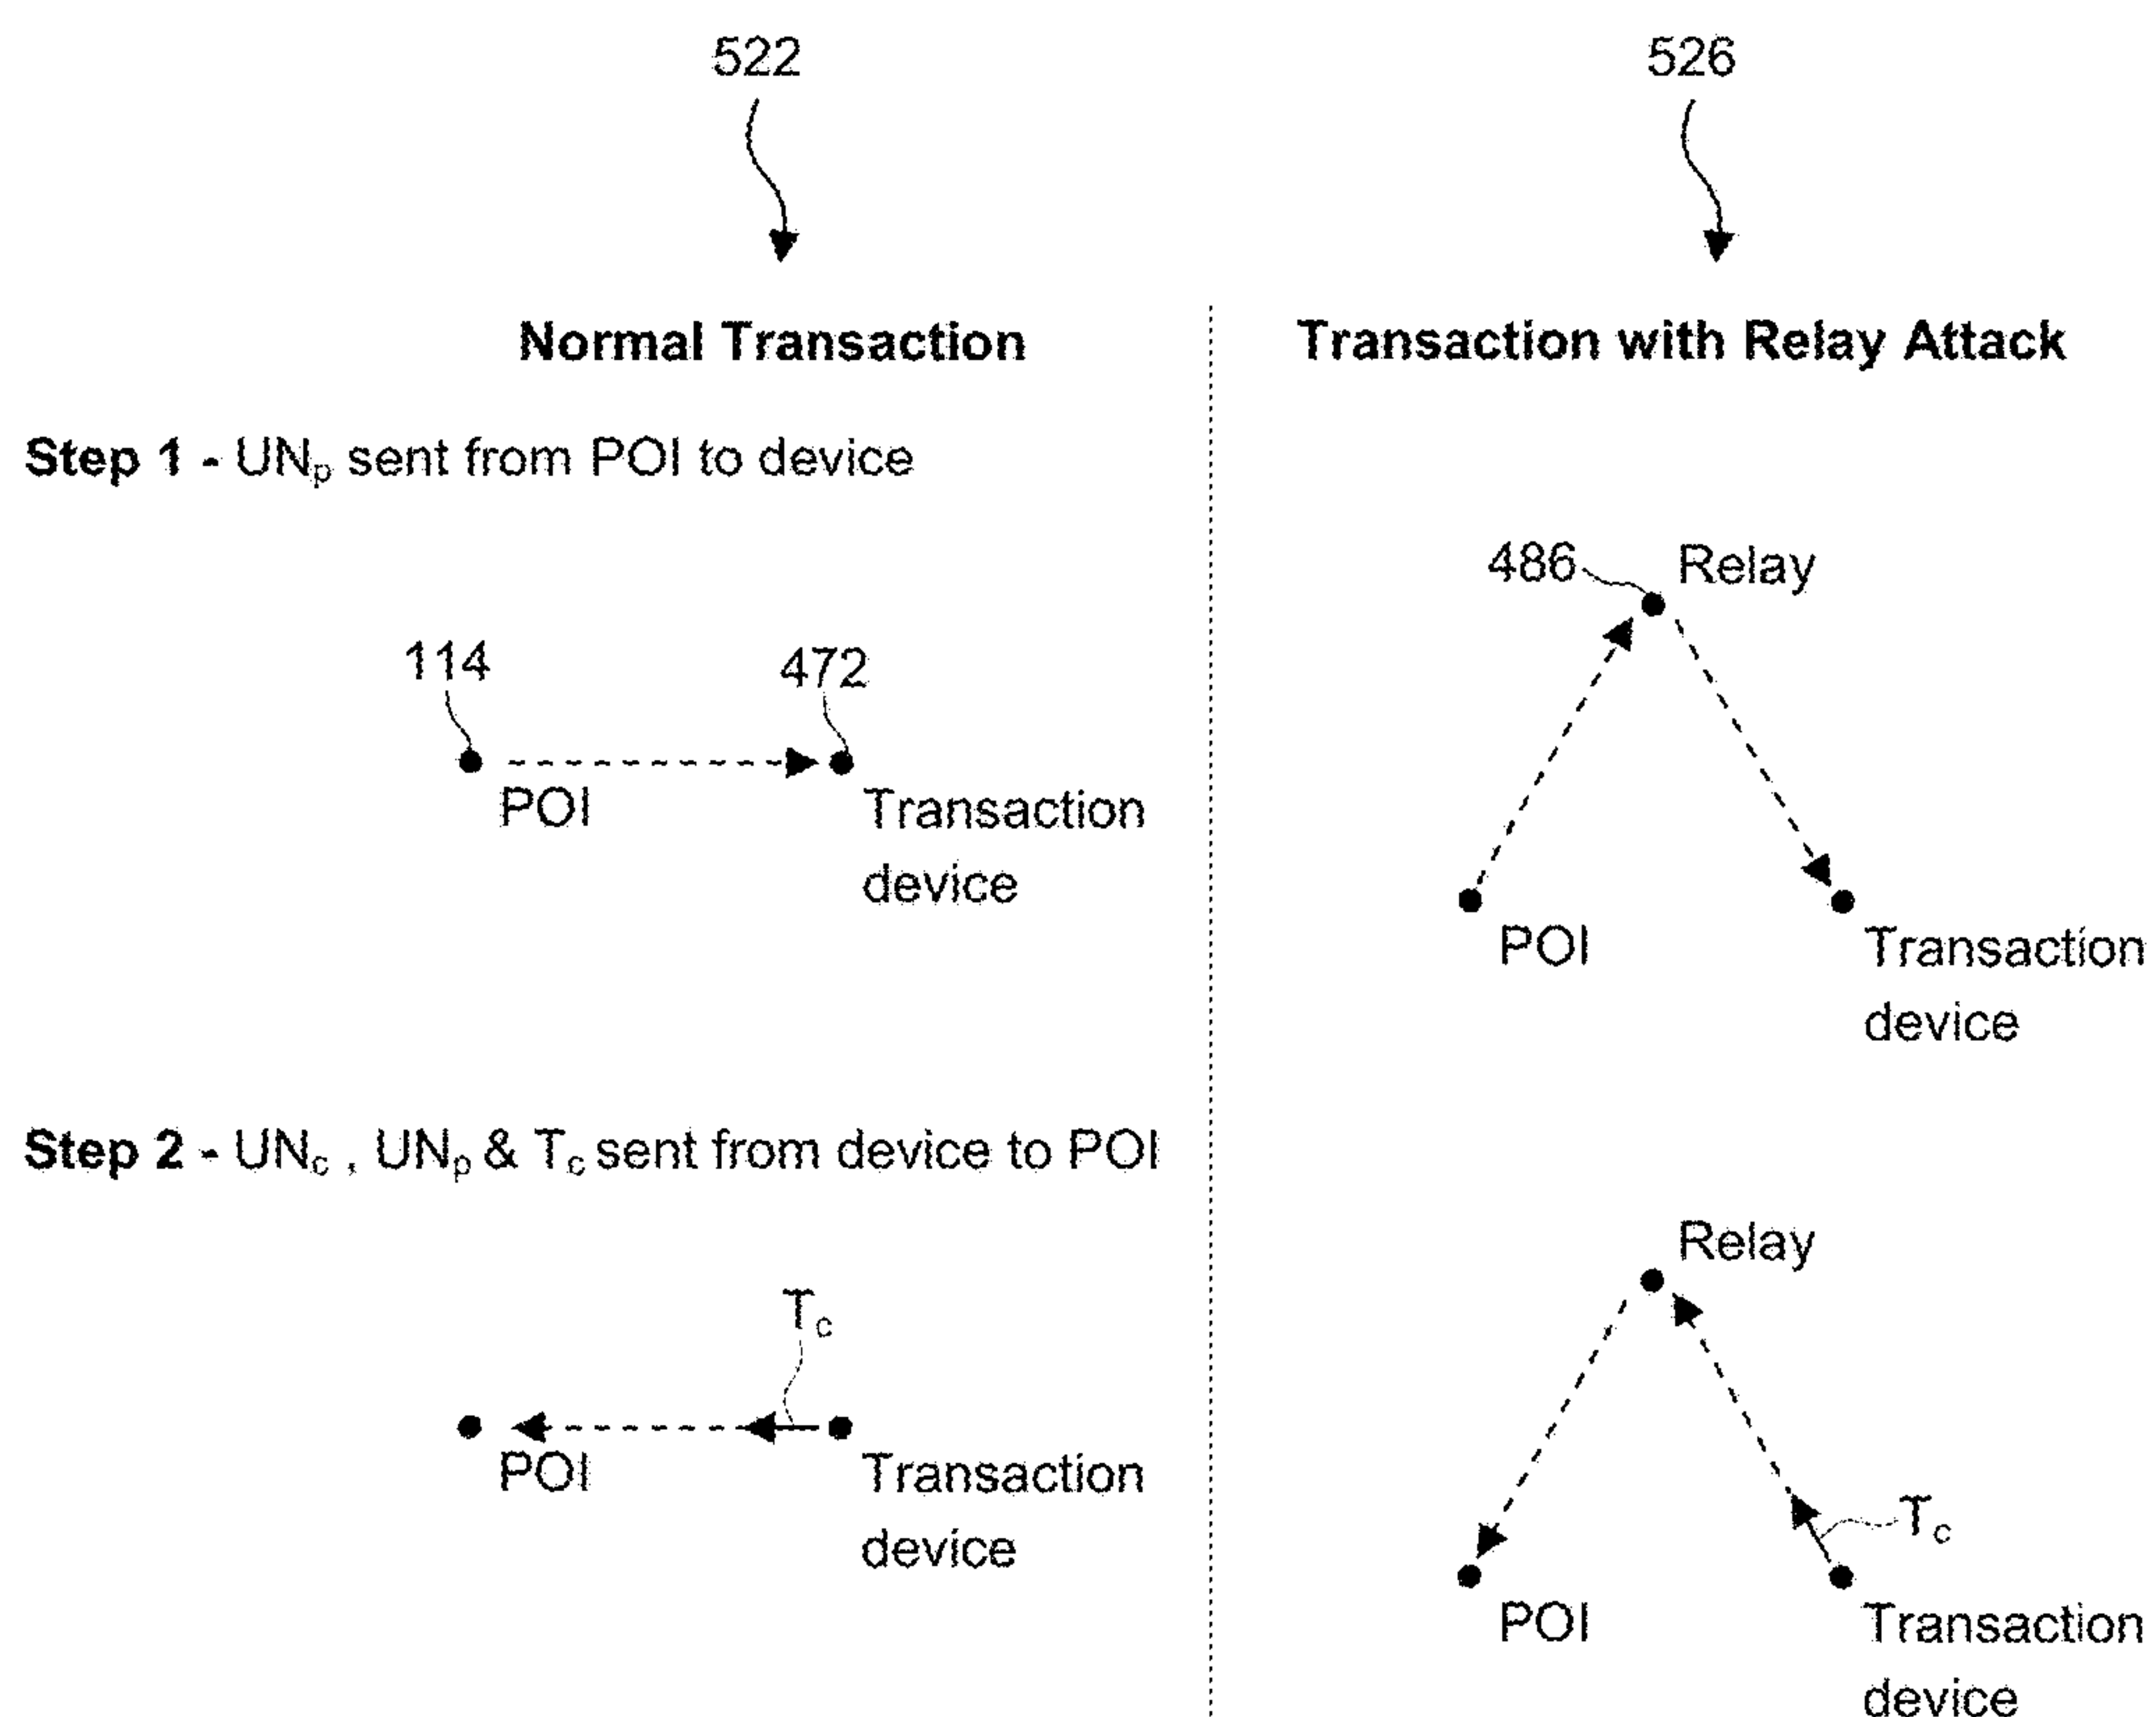 522
526
Normal Transaction
Transaction with Relay Attack
Step 1 - UNp sent from POI to device
486
Relay
114
472
POI
Transaction
device
POI
Transaction
device
Step 2 - UNc , UNp & Tc sent from device to POI
Relay
Tc
POI
Transaction
device
Tc
POI
Transaction
device